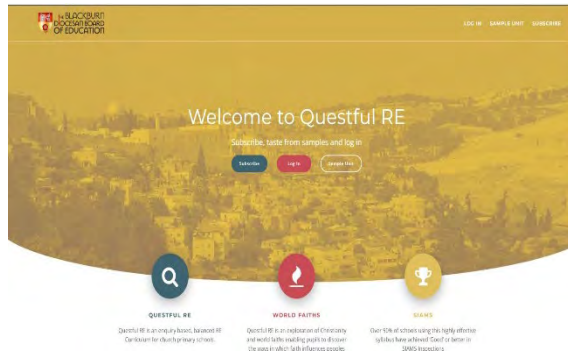 BLACKBURN
DIOCESAN BOARD
OF EDUCATION
LOG IN SAMPLE UNIT SUBSCRIBE
Welcome to Questful RE
Subscribe, taste from samples and log in
Subscribe Log In Sample Unit
QUESTFUL RE
Questful RE is an enquiry based, balanced RE
Curriculum for church primary schools.
WORLD FAITHS
Questful RE is an exploration of Christianity
and world faiths enabling pupils to discover
the ways in which faith influences peoples
SIAMS
Over 90% of schools using this highly effective
syllabus have achieved 'Good' or better in
SIAMS inspections